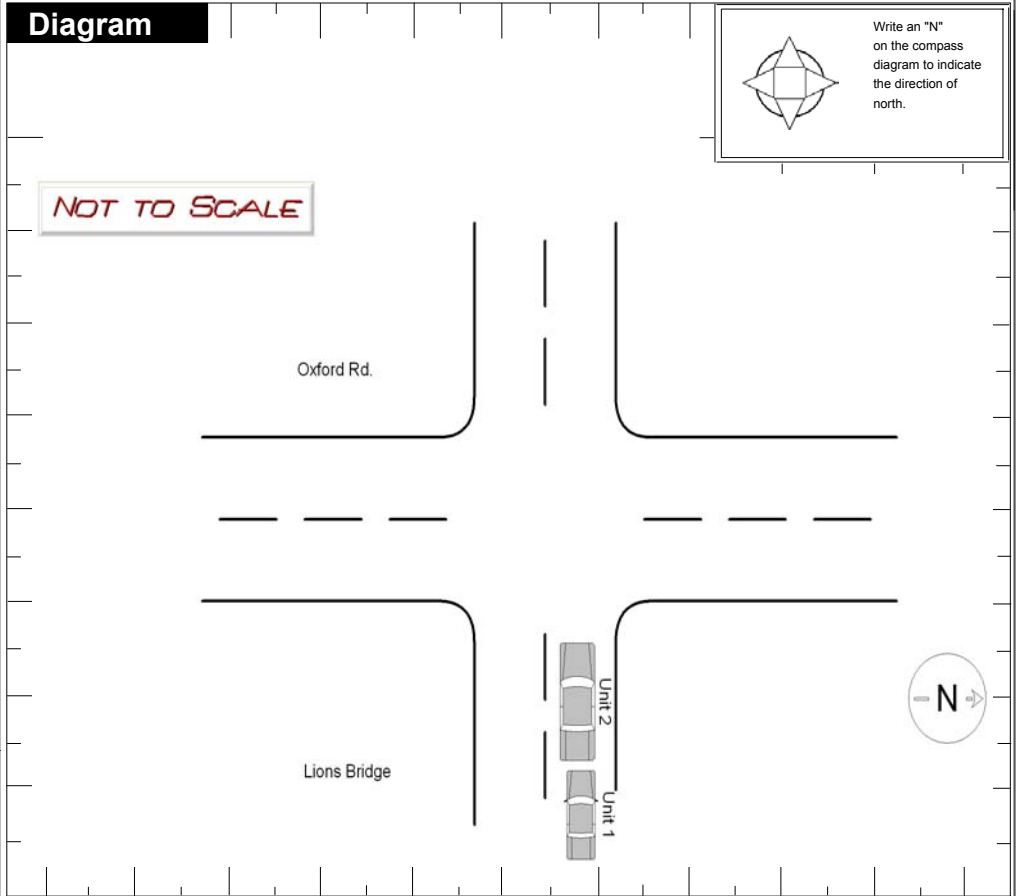 Diagram
Write an "N"
on the compass
diagram to indicate
the direction of
north.
NOT TO SCALE
Oxford Rd.
Unit 2
N
Lions Bridge
Unit 1